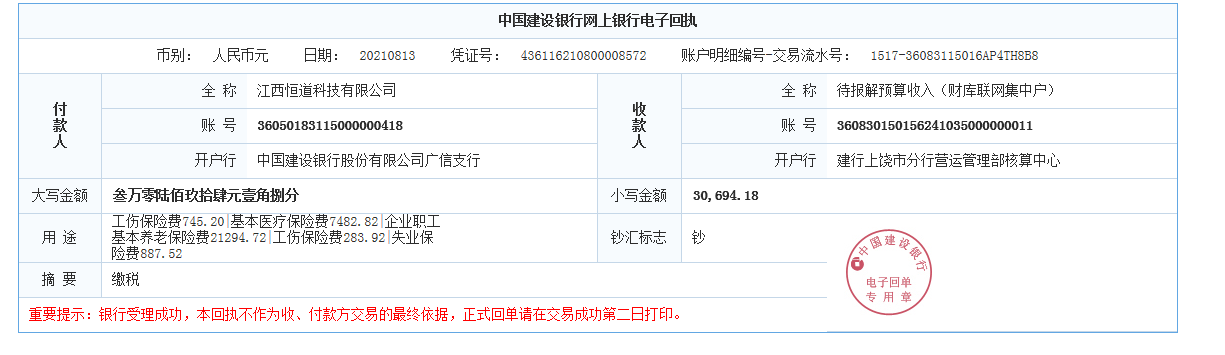 中国建设银行网上银行电子回执
币别： 人民币元 日期： 20210813 凭证号： 436116210800008572 账户明细编号-交易流水号： 1517-36083115016AP4TH8B8
付款人 全 称 江西恒道科技有限公司 收款人 全 称 待报解预算收入（财库联网集中户）
账 号 36050183115000000418 账 号 360830150156241035000000011
开户行 中国建设银行股份有限公司广信支行 开户行 建行上饶市分行营运管理部核算中心
大写金额 叁万零陆佰玖拾肆元壹角捌分 小写金额 30,694.18
用 途 工伤保险费745.20|基本医疗保险费7482.82|企业职工
基本养老保险费21294.72|工伤保险费283.92|失业保
险费887.52
钞汇标志 钞
摘 要 缴税
中国建设银行
电子回单
专 用 章
重要提示：银行受理成功，本回执不作为收、付款方交易的最终依据，正式回单请在交易成功第二日打印。